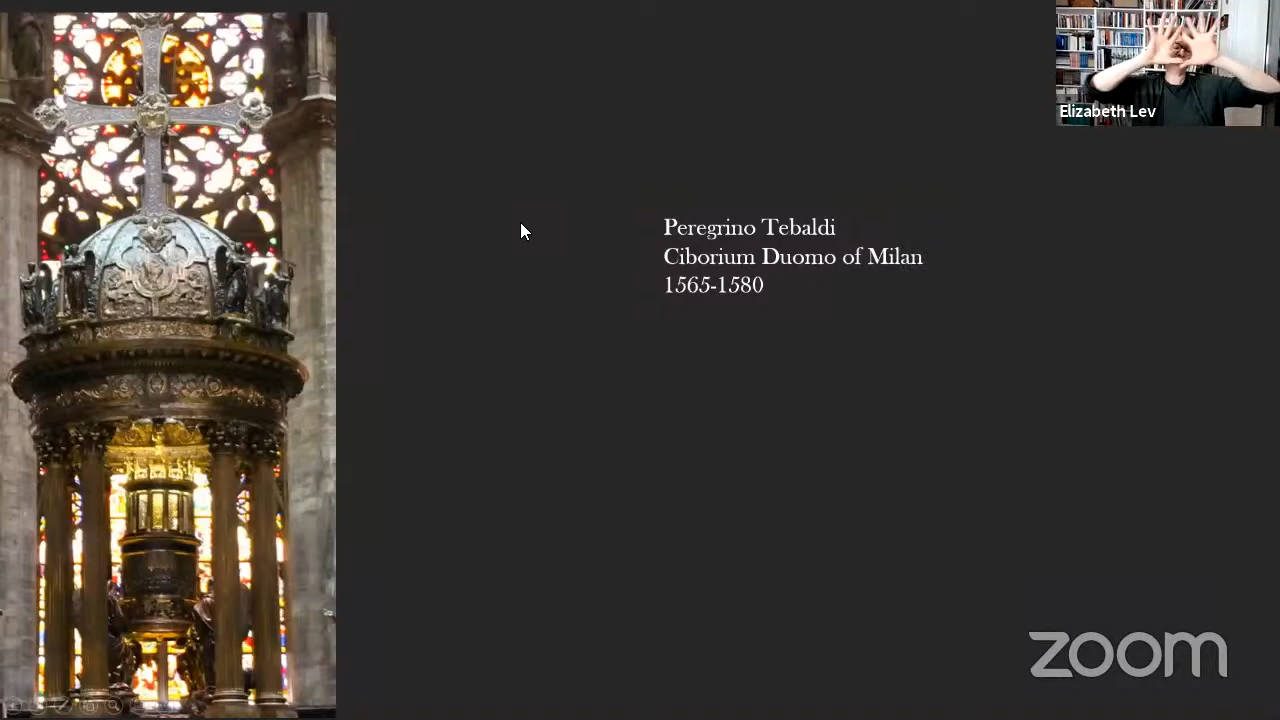 Elizabeth Lev
Peregrino Tebaldi
Ciborium Duomo of Milan
1565-1580
zoom